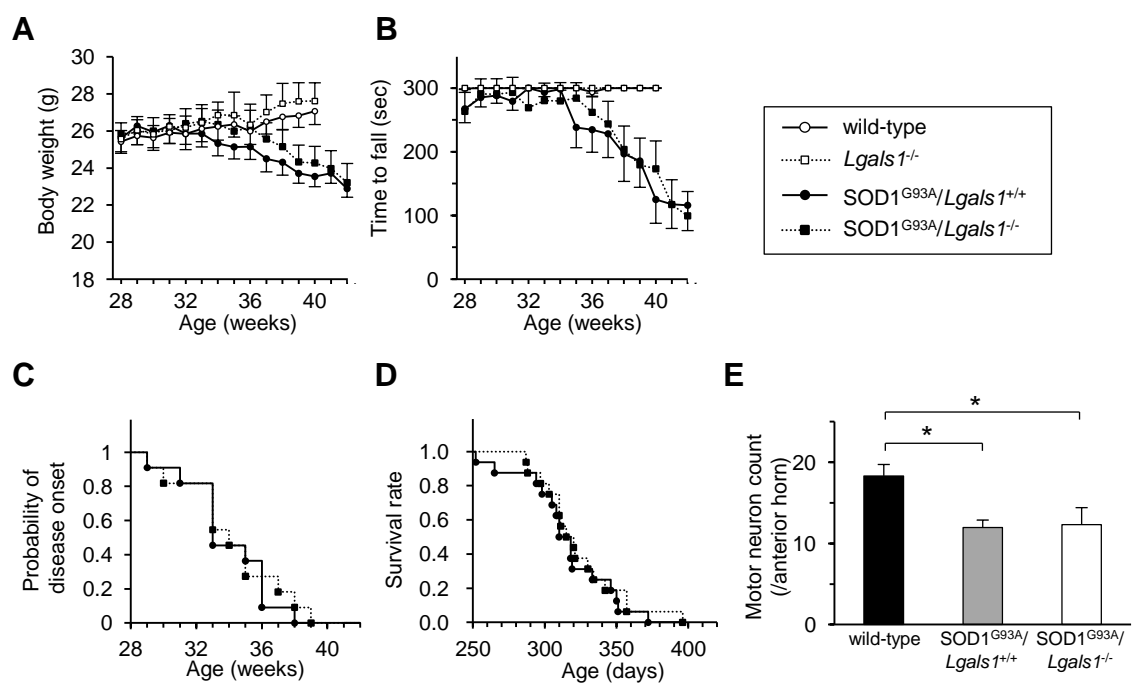 A
B
30
28
26
24
22
20
18
Body weight (g)
28
32
36
40
Age (weeks)
300
200
100
0
Time to fall (sec)
28
32
36
40
Age (weeks)
wild-type
Lgals1-/-
SOD1G93A/Lgals1+/+
SOD1G93A/Lgals1-/-
C
D
E
1
0.8
0.6
0.4
0.2
0
Probability of
disease onset
28
32
36
40
Age (weeks)
1.0
0.8
0.6
0.4
0.2
0.0
Survival rate
250
300
350
400
Age (days)
*
*
20
10
0
Motor neuron count
(/anterior horn)
wild-type
SOD1G93A/
Lgals1+/+
SOD1G93A/
Lgals1-/-